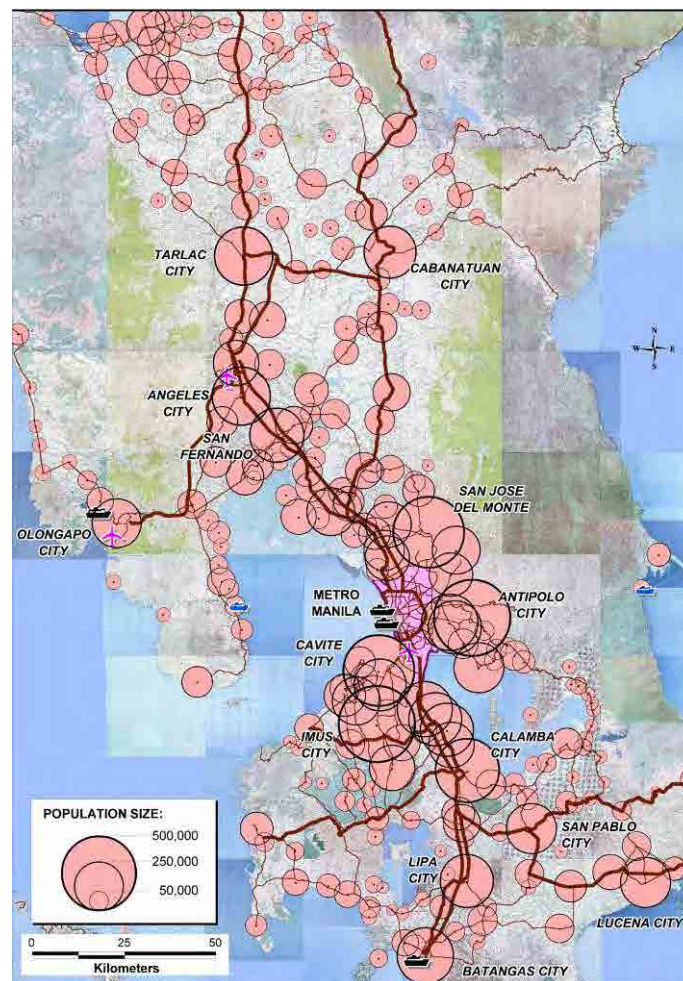 TARLAC
CITY
CABANATUAN
CITY
N
W
E
S
ANGELES
CITY
SAN
FERNANDO
SAN JOSE
DEL MONTE
OLONGAPO
CITY
METRO
MANILA
ANTIPOLO
CITY
CAVITE
CITY
IMUS
CITY
CALAMBA
CITY
POPULATION SIZE:
500,000
250,000
50,000
SAN PABLO
CITY
LIPA
CITY
LUCENA CITY
0 25 50
Kilometers
BATANGAS CITY